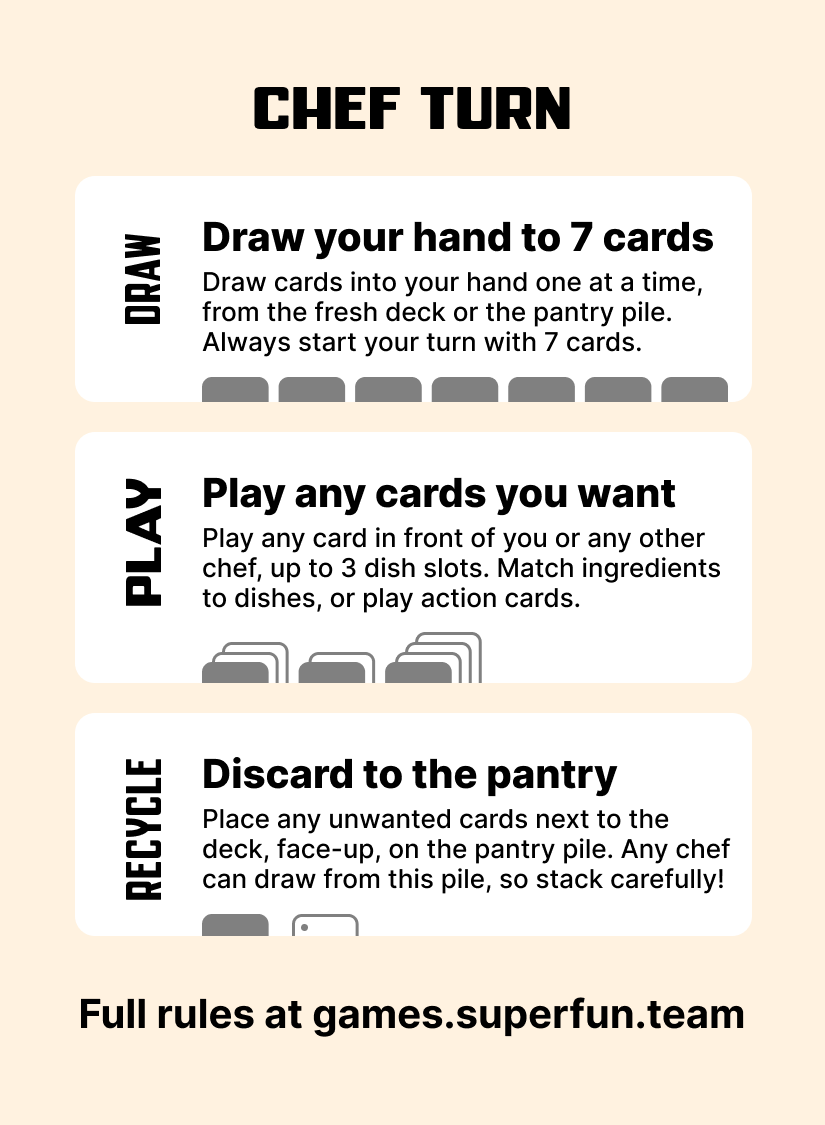 CHEF TURN
DRAW
Draw your hand to 7 cards
Draw cards into your hand one at a time,
from the fresh deck or the pantry pile.
Always start your turn with 7 cards.
PLAY
Play any cards you want
Play any card in front of you or any other
chef, up to 3 dish slots. Match ingredients
to dishes, or play action cards.
RECYCLE
Discard to the pantry
Place any unwanted cards next to the
deck, face-up, on the pantry pile. Any chef
can draw from this pile, so stack carefully!
Full rules at games.superfun.team